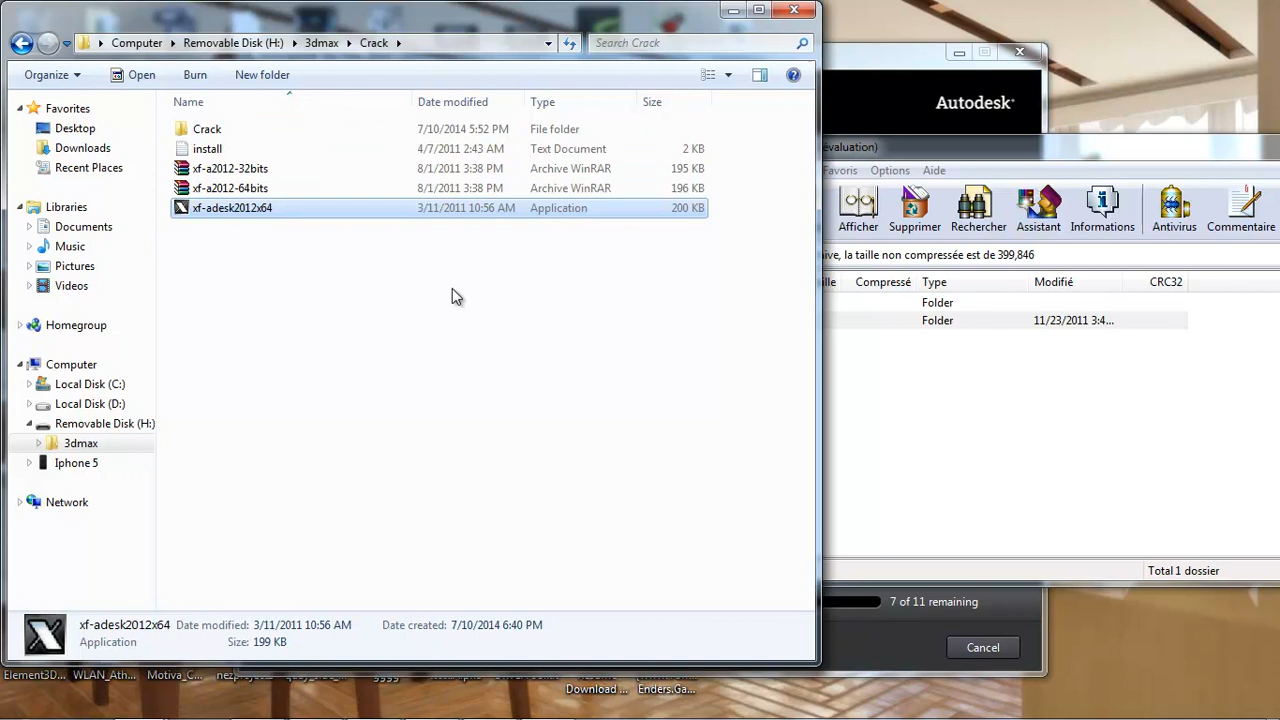 Computer ▸ Removable Disk (H:) ▸ 3dmax ▸ Crack ▸
Search Crack
Organize
Open
Burn
New folder
Name
Date modified
Type
Size
Favorites
Desktop
Downloads
Recent Places
Libraries
Documents
Music
Pictures
Videos
Homegroup
Computer
Local Disk (C:)
Local Disk (D:)
Removable Disk (H:)
3dmax
Iphone 5
Network
Crack 7/10/2014 5:52 PM File folder
install 4/7/2011 2:43 AM Text Document 2 KB
xf-a2012-32bits 8/1/2011 3:38 PM Archive WinRAR 195 KB
xf-a2012-64bits 8/1/2011 3:38 PM Archive WinRAR 196 KB
xf-adesk2012x64 3/11/2011 10:56 AM Application 200 KB
xf-adesk2012x64 Date modified: 3/11/2011 10:56 AM Date created: 7/10/2014 6:40 PM
Application Size: 199 KB
Autodesk
évaluation)
Favoris Options Aide
Afficher Supprimer Rechercher Assistant Informations Antivirus Commentaire
la taille non compressée est de 399,846
Compressé Type Modifié CRC32
Folder
Folder 11/23/2011 3:4...
Total 1 dossier
7 of 11 remaining
Cancel
Element3D... WLAN_Ath... Motiva_C...
Download ... Enders.Ga...